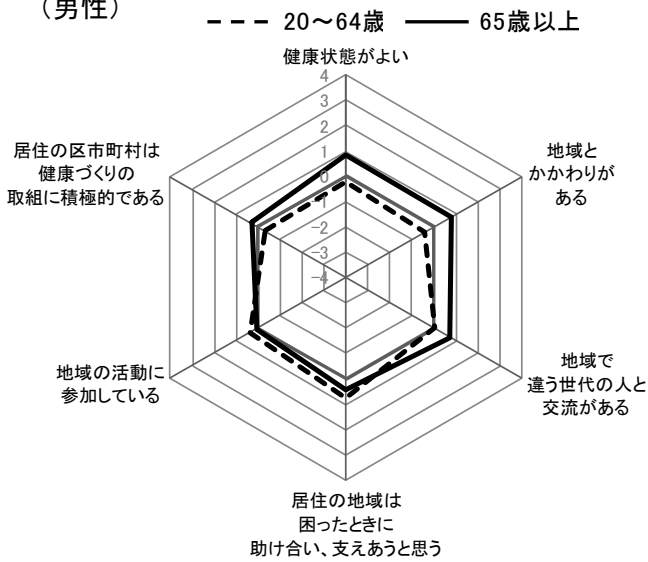 （男性）
20～64歳
65歳以上
健康状態がよい
4
3
2
1
0
-1
-2
-3
-4
地域と
かかわりが
ある
地域で
違う世代の人と
交流がある
居住の地域は
困ったときに
助け合い、支えあうと思う
地域の活動に
参加している
居住の区市町村は
健康づくりの
取組に積極的である